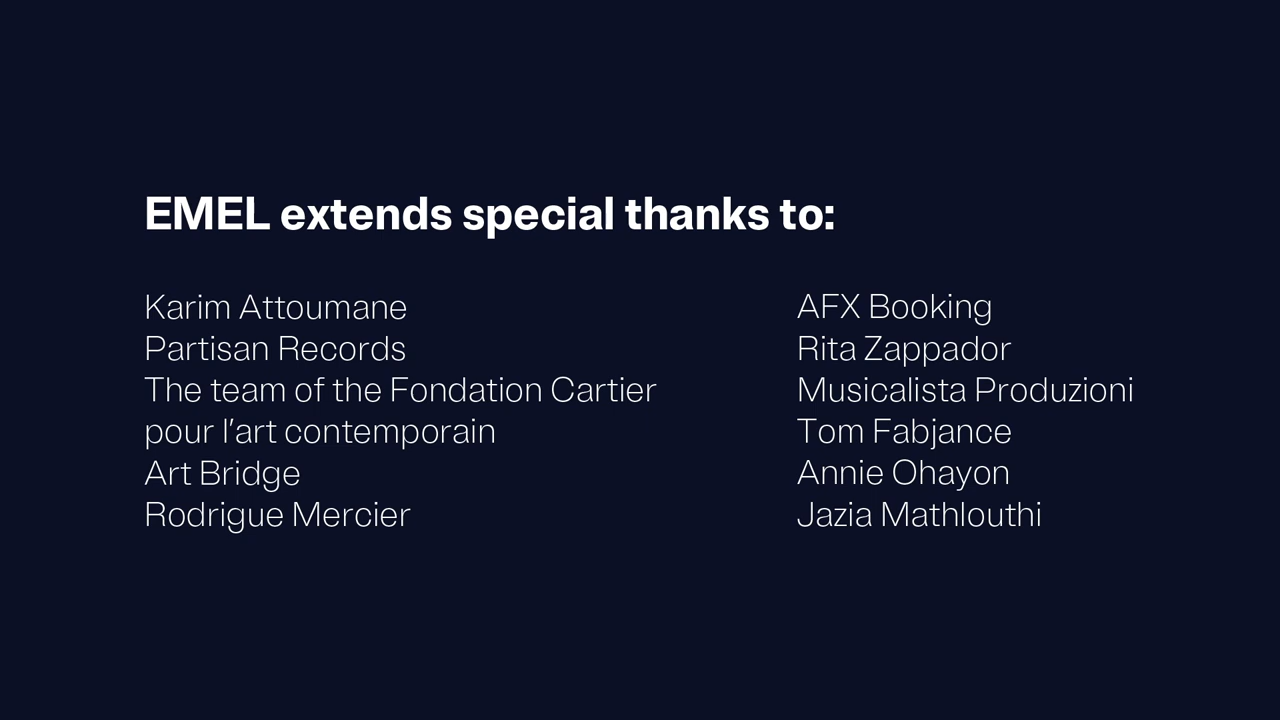 EMEL extends special thanks to:
Karim Attoumane
Partisan Records
The team of the Fondation Cartier
pour l'art contemporain
Art Bridge
Rodrigue Mercier
AFX Booking
Rita Zappador
Musicalista Produzioni
Tom Fabjance
Annie Ohayon
Jazia Mathlouthi